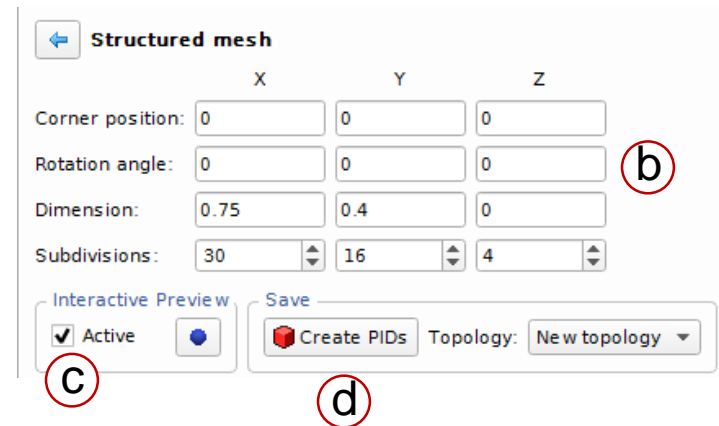 Structured mesh
X Y Z
Corner position: 0 0 0
Rotation angle: 0 0 0
b
Dimension: 0.75 0.4 0
Subdivisions: 30 16 4
Interactive Preview Save
Active Create PIDs Topology: New topology
c
d